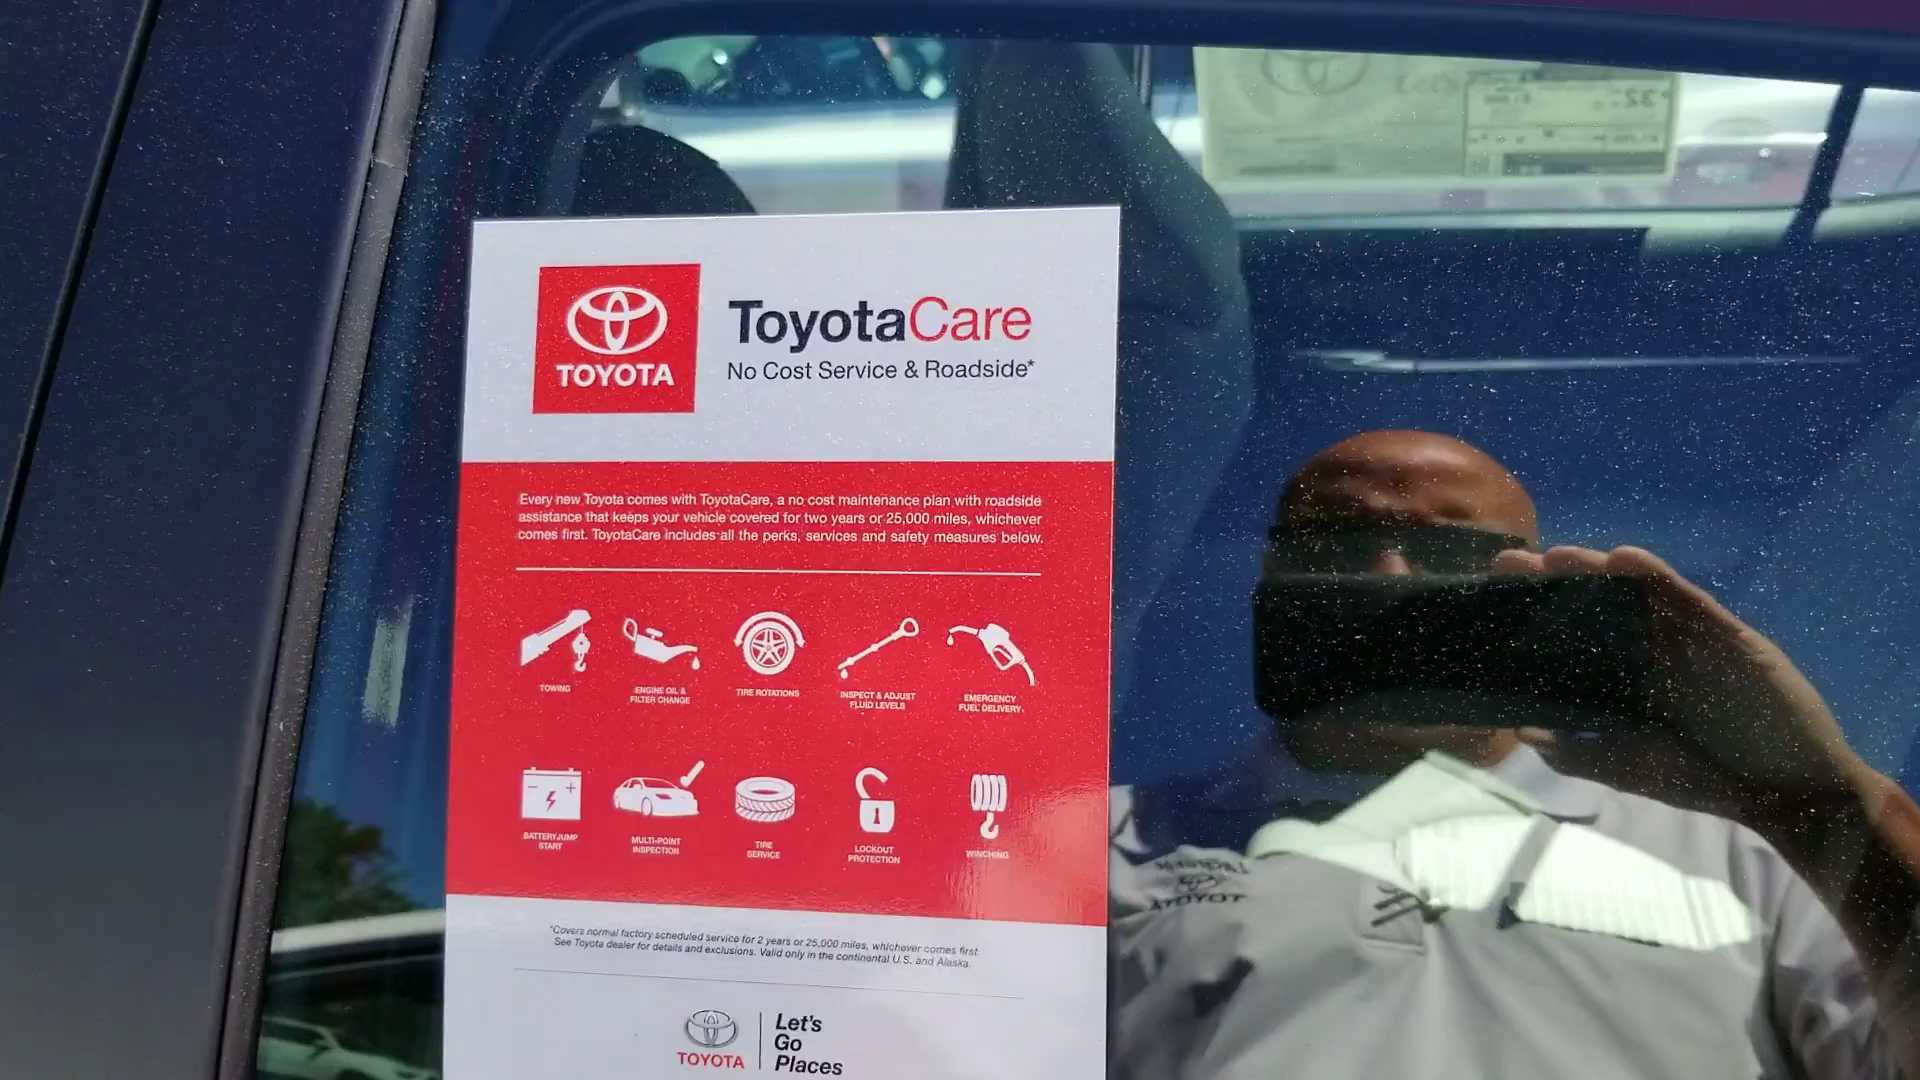 TOYOTA
ToyotaCare
No Cost Service & Roadside*
Every new Toyota comes with ToyotaCare, a no cost maintenance plan with roadside
assistance that keeps your vehicle covered for two years or 25,000 miles, whichever
comes first. ToyotaCare includes all the perks, services and safety measures below.
TOWING
ENGINE OIL &
FILTER CHANGE
TIRE ROTATIONS
INSPECT & ADJUST
FLUID LEVELS
EMERGENCY
FUEL DELIVERY
BATTERY JUMP
START
MULTI-POINT
INSPECTION
TIRE
SERVICE
LOCKOUT
PROTECTION
WINCHING
*Covers normal factory scheduled service for 2 years or 25,000 miles, whichever comes first.
See Toyota dealer for details and exclusions. Valid only in the continental U.S. and Alaska.
TOYOTA
Let's
Go
Places
TOYOTA